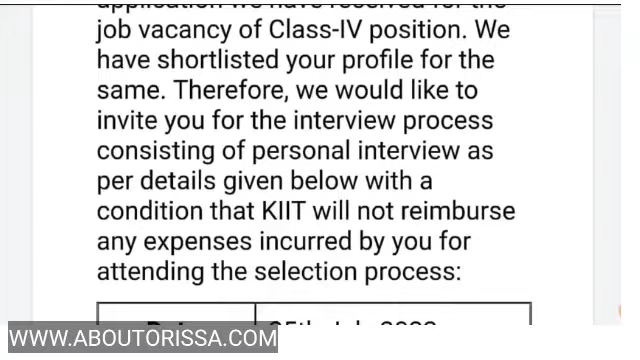 job vacancy of Class-IV position. We
have shortlisted your profile for the
same. Therefore, we would like to
invite you for the interview process
consisting of personal interview as
per details given below with a
condition that KIIT will not reimburse
any expenses incurred by you for
attending the selection process:
WWW.ABOUTORISSA.COM